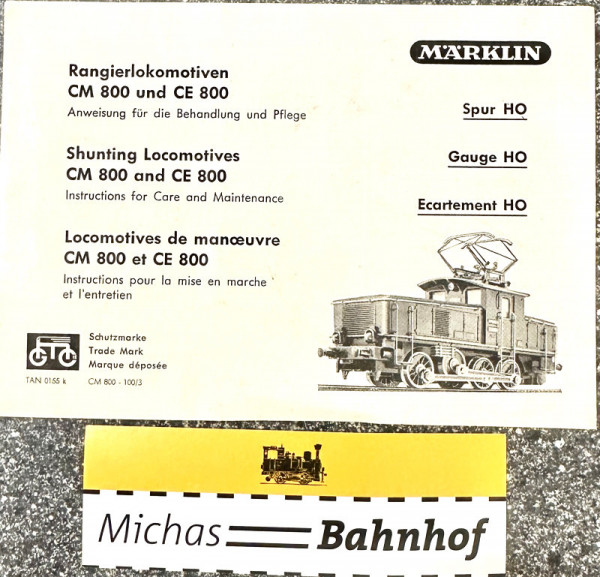 MÄRKLIN
Rangierlokomotiven
CM 800 und CE 800
Anweisung für die Behandlung und Pflege
Spur HO
Shunting Locomotives
CM 800 and CE 800
Instructions for Care and Maintenance
Gauge HO
Ecartement HO
Locomotives de manœuvre
CM 800 et CE 800
Instructions pour la mise en marche
et l'entretien
Schutzmarke
Trade Mark
Marque déposée
TAN 0155 k
CM 800 - 100/3
Michas Bahnhof